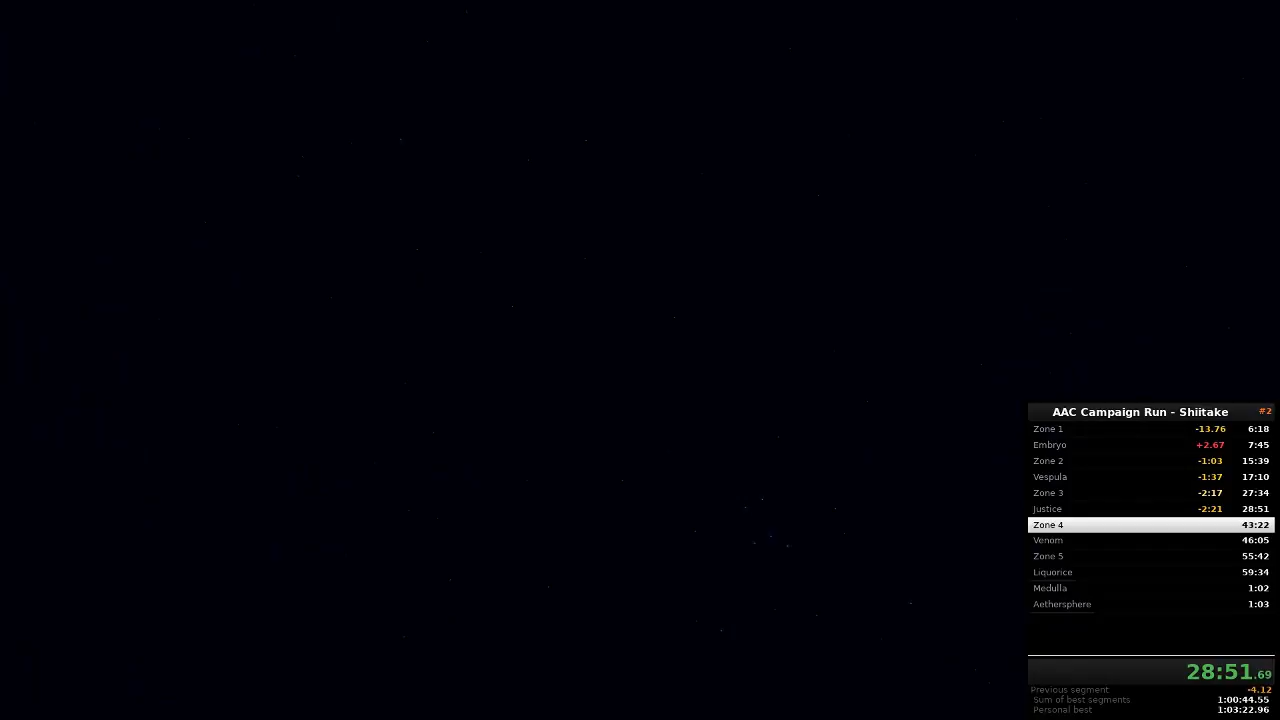 AAC Campaign Run - Shiitake #2
Zone 1 -13.76 6:18
Embryo +2.67 7:45
Zone 2 -1:03 15:39
Vespula -1:37 17:10
Zone 3 -2:17 27:34
Justice -2:21 28:51
Zone 4 43:22
Venom 46:05
Zone 5 55:42
Liquorice 59:34
Medulla 1:02
Aethersphere 1:03
28:51.69
Previous segment -4.12
Sum of best segments 1:00:44.55
Personal best 1:03:22.96